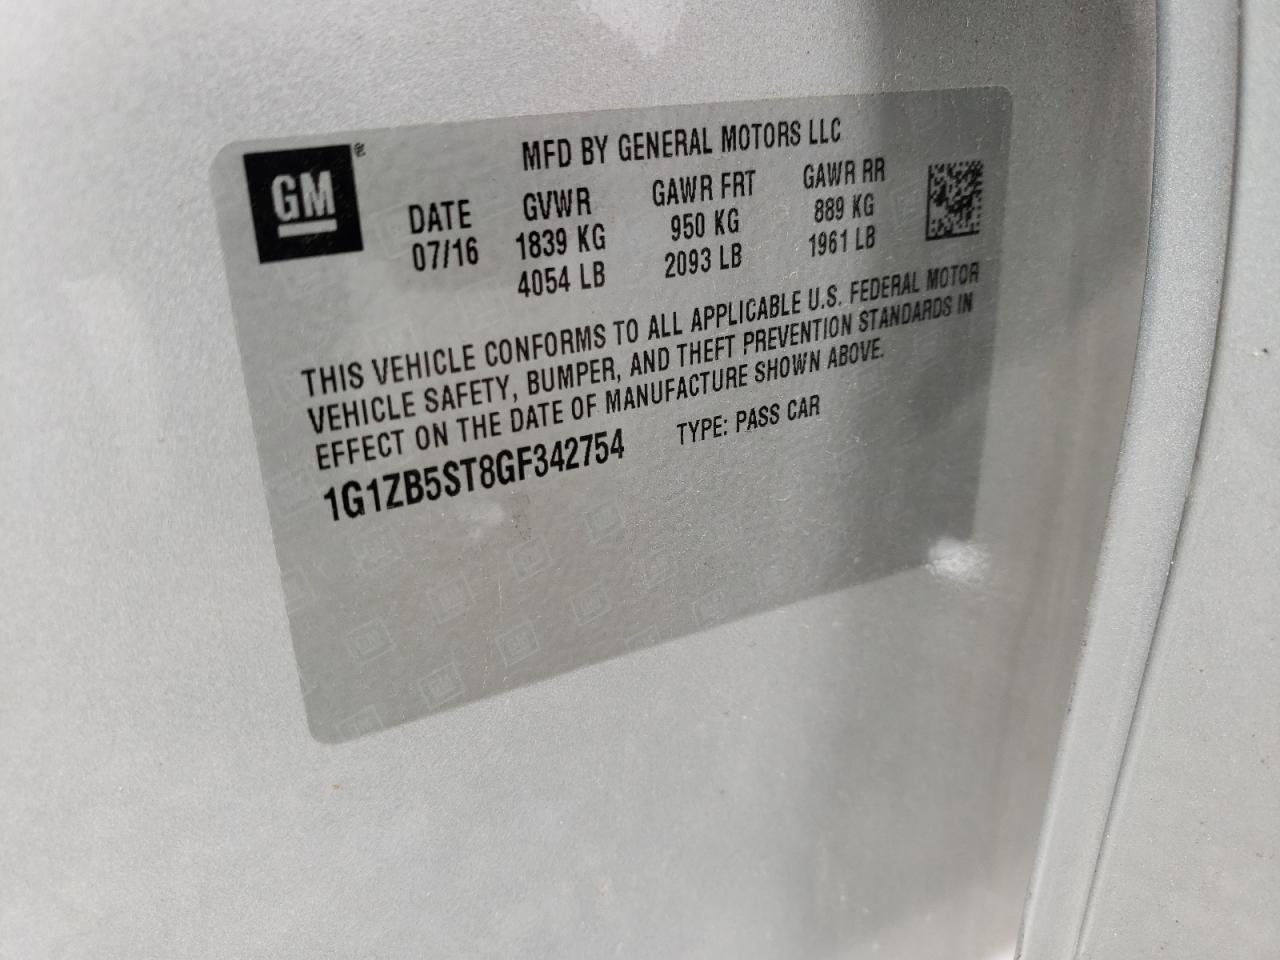 GM
MFD BY GENERAL MOTORS LLC
DATE GVWR GAWR FRT GAWR RR
07/16 1839 KG 950 KG 889 KG
4054 LB 2093 LB 1961 LB
THIS VEHICLE CONFORMS TO ALL APPLICABLE U.S. FEDERAL MOTOR
VEHICLE SAFETY, BUMPER, AND THEFT PREVENTION STANDARDS IN
EFFECT ON THE DATE OF MANUFACTURE SHOWN ABOVE.
1G1ZB5ST8GF342754 TYPE: PASS CAR